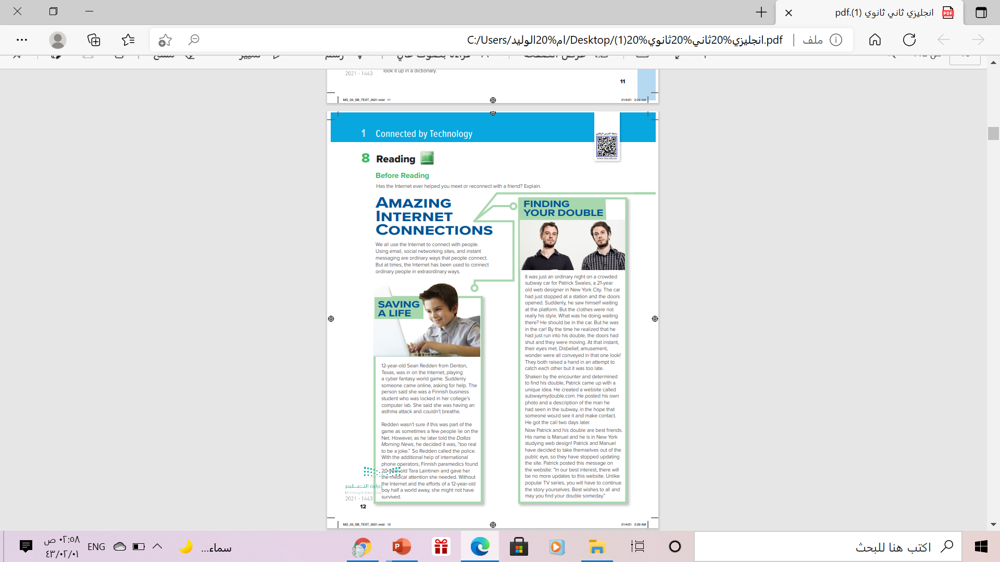 انجليزي ثاني ثانوي (1).pdf
ملف
C:/Users/ام%20الوليد/Desktop/انجليزي%20ثاني%20ثانوي%20(1).pdf
قراءة بصوت عالٍ
look it up in a dictionary.
2021 - 1443
11
MG_03_SB_TEXT_2021.indd 11
21/4/21 2:29 AM
1 Connected by Technology
رابط الدرس الرقمي
www.ien.edu.sa
8 Reading
Before Reading
Has the Internet ever helped you meet or reconnect with a friend? Explain.
AMAZING
INTERNET
CONNECTIONS
We all use the Internet to connect with people.
Using email, social networking sites, and instant
messaging are ordinary ways that people connect.
But at times, the Internet has been used to connect
ordinary people in extraordinary ways.
SAVING
A LIFE
12-year-old Sean Redden from Denton,
Texas, was in on the Internet, playing
a cyber fantasy world game. Suddenly
someone came online, asking for help. The
person said she was a Finnish business
student who was locked in her college's
computer lab. She said she was having an
asthma attack and couldn't breathe.
Redden wasn't sure if this was part of the
game as sometimes a few people lie on the
Net. However, as he later told the Dallas
Morning News, he decided it was, "too real
to be a joke." So Redden called the police.
With the additional help of international
phone operators, Finnish paramedics found
20-year-old Tara Laintinen and gave her
the medical attention she needed. Without
the Internet and the efforts of a 12-year-old
boy half a world away, she might not have
survived.
FINDING
YOUR DOUBLE
It was just an ordinary night on a crowded
subway car for Patrick Swales, a 21-year
old web designer in New York City. The car
had just stopped at a station and the doors
opened. Suddenly, he saw himself waiting
at the platform. But the clothes were not
really his style. What was he doing waiting
there? He should be in the car. But he was
in the car! By the time he realized that he
had just run into his double, the doors had
shut and they were moving. At that instant,
their eyes met. Disbelief, amusement,
wonder were all conveyed in that one look!
They both raised a hand in an attempt to
catch each other but it was too late.
Shaken by the encounter and determined
to find his double, Patrick came up with a
unique idea. He created a website called
subwaymydouble.com. He posted his own
photo and a description of the man he
had seen in the subway, in the hope that
someone would see it and make contact.
He got the call two days later.
Now Patrick and his double are best friends.
His name is Manuel and he is in New York
studying web design! Patrick and Manuel
have decided to take themselves out of the
public eye, so they have stopped updating
the site. Patrick posted this message on
the website: "In our best interest, there will
be no more updates to this website. Unlike
popular TV series, you will have to continue
the story yourselves. Best wishes to all and
may you find your double someday."
وزارة التعليم
Ministry of Education
2021 - 1443
12
MG_03_SB_TEXT_2021.indd 12
21/4/21 2:29 AM
٠٢:٥٨ ص
٤٣/٠٢/٠١
ENG
سماء...
اكتب هنا للبحث